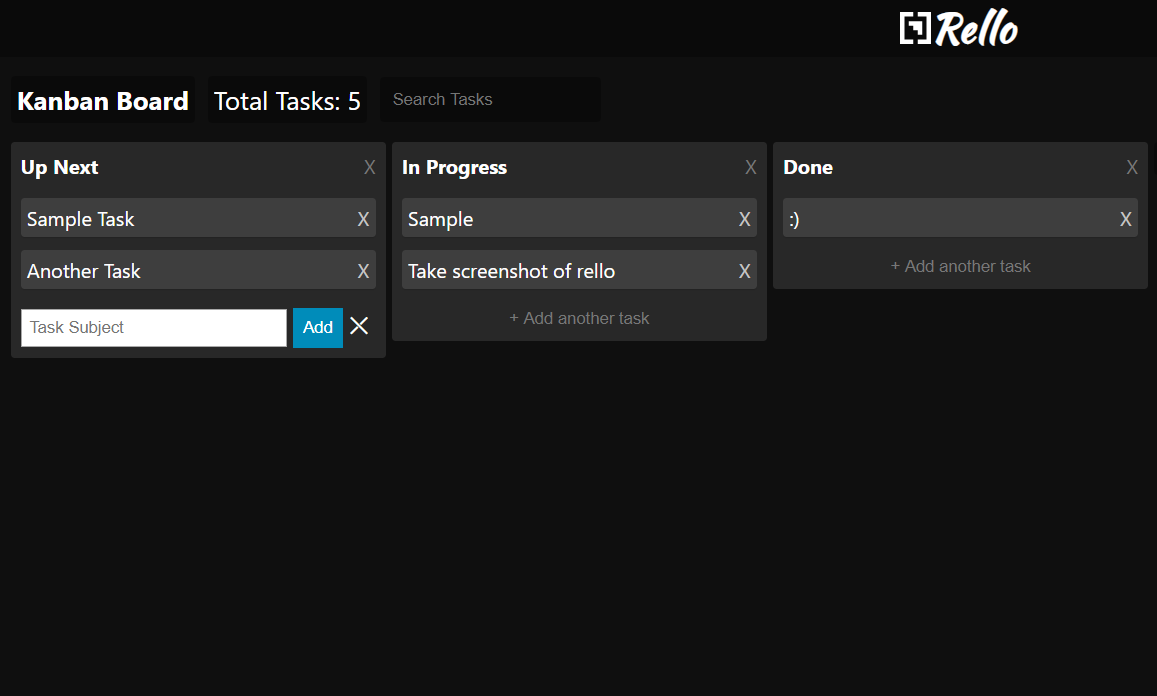 Rello
Kanban Board
Total Tasks: 5
Search Tasks
Up Next X
Sample Task X
Another Task X
Task Subject Add X
In Progress X
Sample X
Take screenshot of rello X
+ Add another task
Done X
:) X
+ Add another task